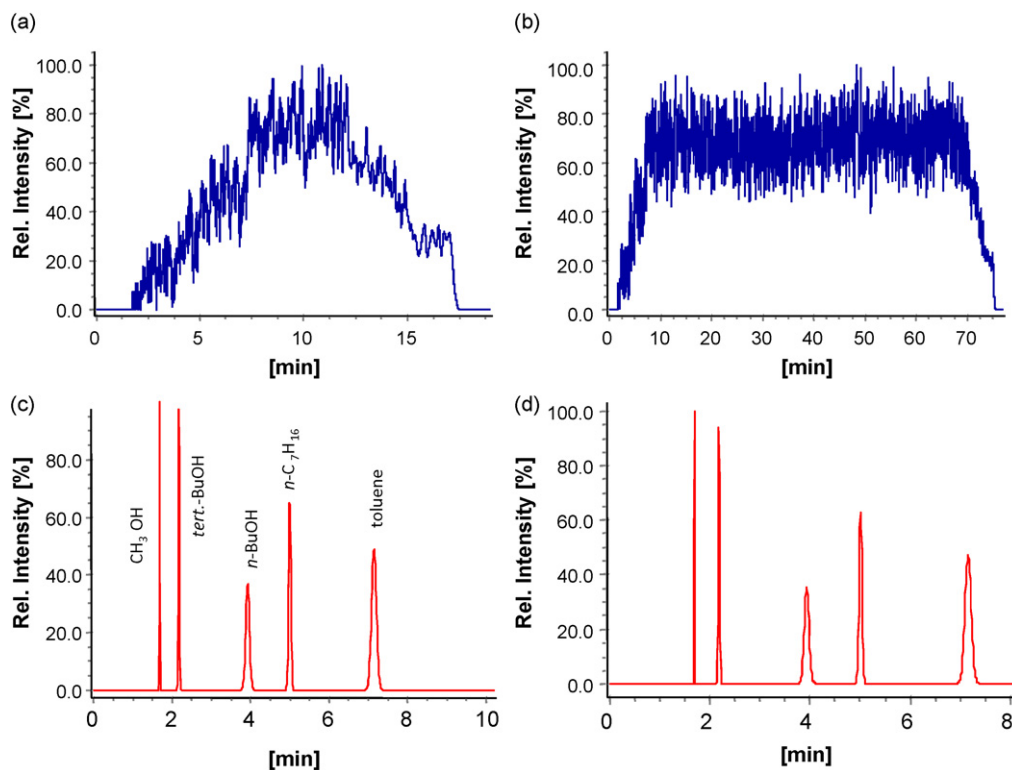 (a)
Rel. Intensity [%]
100.0
80.0
60.0
40.0
20.0
0.0
0 5 10 15
[min]
(b)
Rel. Intensity [%]
100.0
80.0
60.0
40.0
20.0
0.0
0 10 20 30 40 50 60 70
[min]
(c)
Rel. Intensity [%]
80.0
60.0
40.0
20.0
0.0
CH3 OH
tert.-BuOH
n-BuOH
n-C7H16
toluene
0 2 4 6 8 10
[min]
(d)
Rel. Intensity [%]
100.0
80.0
60.0
40.0
20.0
0.0
0 2 4 6 8
[min]